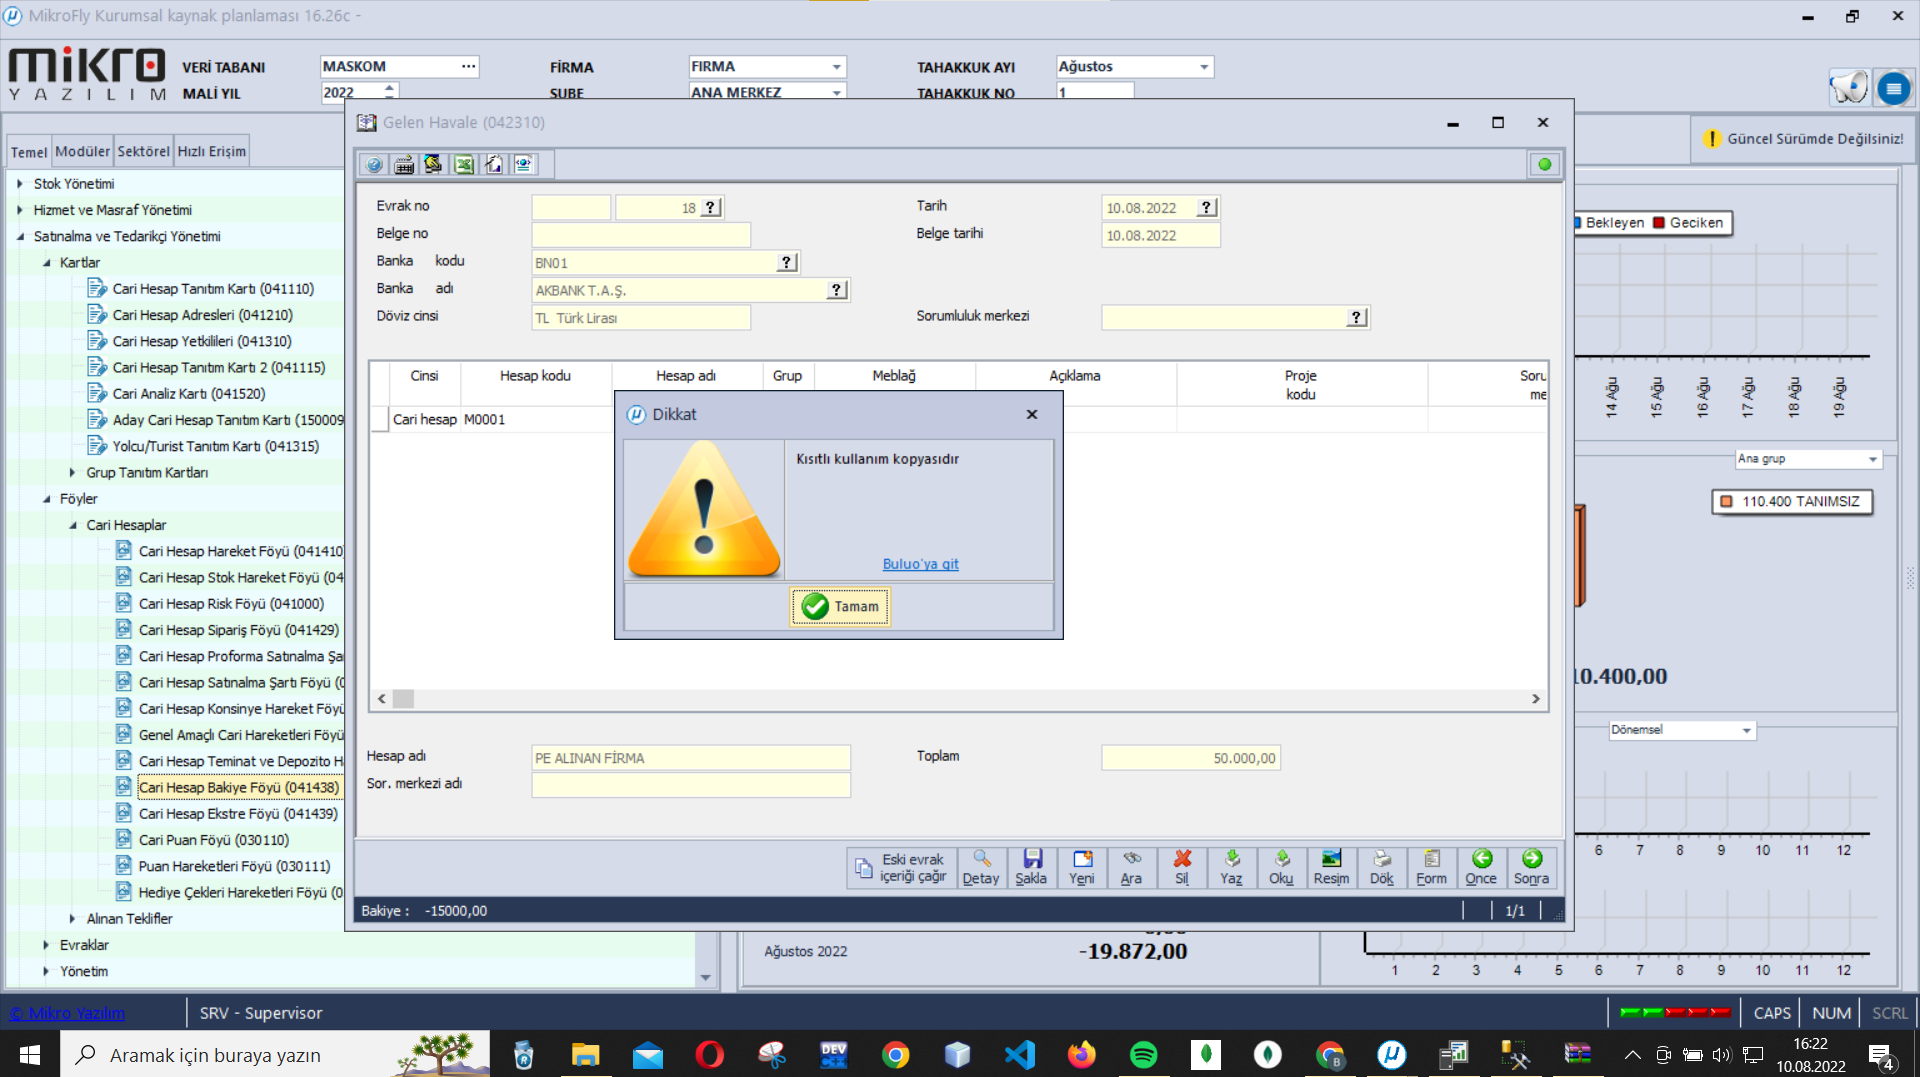 MikroFly Kurumsal kaynak planlaması 16.26c -
mikro
YAZILIM
VERİ TABANI
MASKOM
...
FİRMA
FIRMA
TAHAKKUK AYI
Ağustos
MALİ YIL
2022
SUBE
ANA MERKEZ
TAHAKKUK NO
1
Güncel Sürümde Değilsiniz!
Temel
Modüler
Sektörel
Hızlı Erişim
Stok Yönetimi
Hizmet ve Masraf Yönetimi
Satınalma ve Tedarikçi Yönetimi
Kartlar
Cari Hesap Tanıtım Kartı (041110)
Cari Hesap Adresleri (041210)
Cari Hesap Yetkilileri (041310)
Cari Hesap Tanıtım Kartı 2 (041115)
Cari Analiz Kartı (041520)
Aday Cari Hesap Tanıtım Kartı (150009
Yolcu/Turist Tanıtım Kartı (041315)
Grup Tanıtım Kartları
Föyler
Cari Hesaplar
Cari Hesap Hareket Föyü (041410)
Cari Hesap Stok Hareket Föyü (04
Cari Hesap Risk Föyü (041000)
Cari Hesap Sipariş Föyü (041429)
Cari Hesap Proforma Satınalma Şa
Cari Hesap Satınalma Şartı Föyü (0
Cari Hesap Konsinye Hareket Föyü
Genel Amaçlı Cari Hareketleri Föyü
Cari Hesap Teminat ve Depozito H
Cari Hesap Bakiye Föyü (041438)
Cari Hesap Ekstre Föyü (041439)
Cari Puan Föyü (030110)
Puan Hareketleri Föyü (030111)
Hediye Çekleri Hareketleri Föyü (0
Alınan Teklifler
Evraklar
Yönetim
Gelen Havale (042310)
Evrak no
18 ?
Tarih
10.08.2022 ?
Belge no
Belge tarihi
10.08.2022
Banka kodu
BN01 ?
Banka adı
AKBANK T.A.Ş. ?
Döviz cinsi
TL Türk Lirası
Sorumluluk merkezi
?
Cinsi
Hesap kodu
Hesap adı
Grup
Meblağ
Açıklama
Proje
kodu
Soru
me
Cari hesap M0001
Dikkat
Kısıtlı kullanım kopyasıdır
Buluo'ya git
Tamam
Hesap adı
PE ALINAN FİRMA
Toplam
50.000,00
Sor. merkezi adı
Eski evrak
içeriği çağır
Detay
Sakla
Yeni
Ara
Sil
Yaz
Oku
Resim
Dök
Form
Önce
Sonra
Bakiye : -15000,00
1/1
Bekleyen
Geciken
14 Ağu
15 Ağu
16 Ağu
17 Ağu
18 Ağu
19 Ağu
Ana grup
110.400 TANIMSIZ
10.400,00
Dönemsel
6 7 8 9 10 11 12
Ağustos 2022
-19.872,00
1 2 3 4 5 6 7 8 9 10 11 12
© Mikro Yazılım
SRV - Supervisor
CAPS
NUM
SCRL
Aramak için buraya yazın
DEV
B
16:22
10.08.2022
4